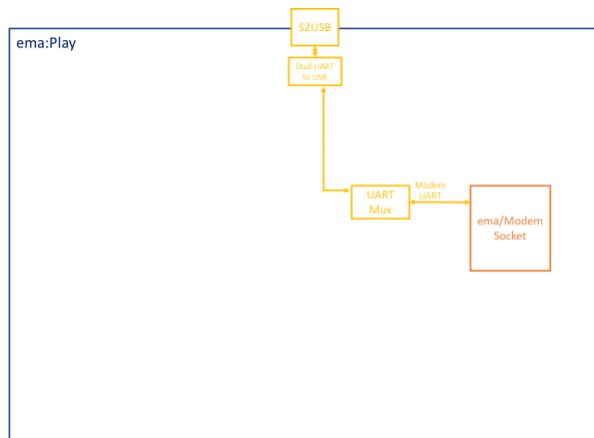 S2USB
ema:Play
Dual UART
to USB
UART
Mux
Modem
UART
ema/Modem
Socket